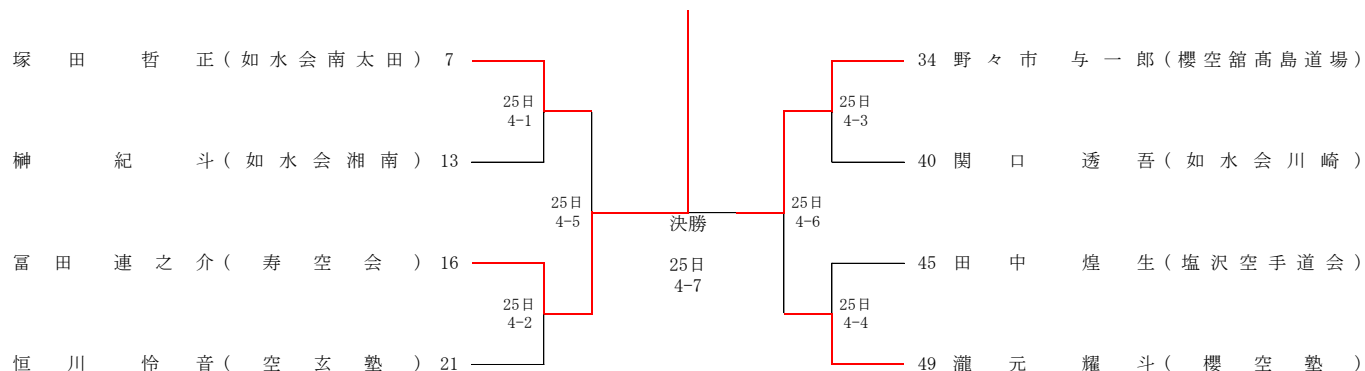 塚田 哲正(如水会南太田) 7
34 野々市 与一郎(櫻空舘髙島道場)
25日
4-1
25日
4-3
榊 紀斗(如水会湘南) 13
40 関口 透吾(如水会川崎)
25日
4-5
25日
4-6
決勝
25日
4-7
冨田 連之介(寿空会) 16
45 田中 煌生(塩沢空手道会)
25日
4-2
25日
4-4
恒川 怜音(空玄塾) 21
49 瀧元 耀斗(櫻空塾)